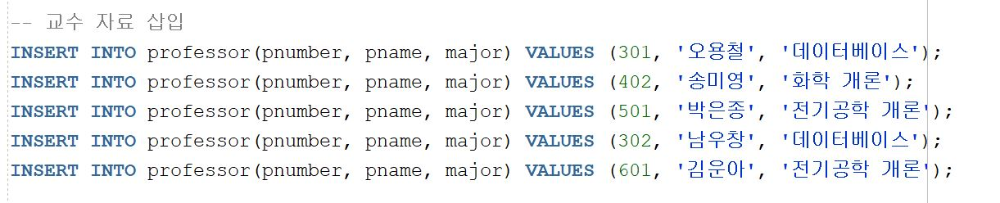 -- 교수 자료 삽입
INSERT INTO professor(pnumber, pname, major) VALUES (301, '오용철', '데이터베이스');
INSERT INTO professor(pnumber, pname, major) VALUES (402, '송미영', '화학 개론');
INSERT INTO professor(pnumber, pname, major) VALUES (501, '박은종', '전기공학 개론');
INSERT INTO professor(pnumber, pname, major) VALUES (302, '남우창', '데이터베이스');
INSERT INTO professor(pnumber, pname, major) VALUES (601, '김운아', '전기공학 개론');